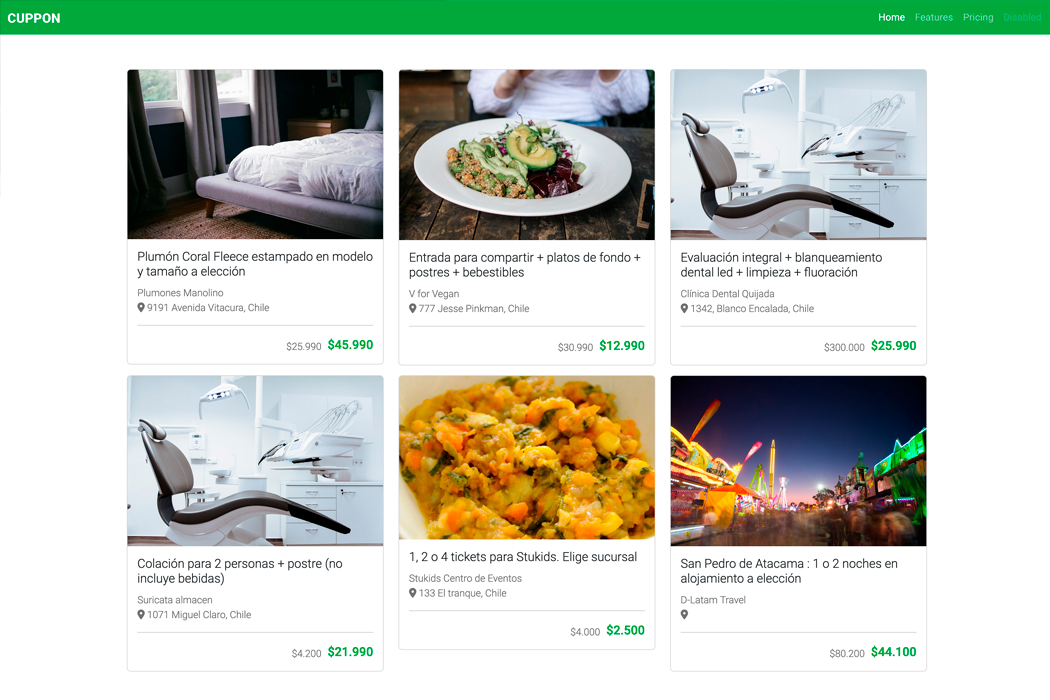 CUPPON
Home Features Pricing Disabled
Plumón Coral Fleece estampado en modelo
y tamaño a elección
Plumones Manolino
9191 Avenida Vitacura, Chile
$25.990 $45.990
Entrada para compartir + platos de fondo +
postres + bebestibles
V for Vegan
777 Jesse Pinkman, Chile
$30.990 $12.990
Evaluación integral + blanqueamiento
dental led + limpieza + fluoración
Clínica Dental Quijada
1342, Blanco Encalada, Chile
$300.000 $25.990
Colación para 2 personas + postre (no
incluye bebidas)
Suricata almacen
1071 Miguel Claro, Chile
$4.200 $21.990
1, 2 o 4 tickets para Stukids. Elige sucursal
Stukids Centro de Eventos
133 El tranque, Chile
$4.000 $2.500
San Pedro de Atacama : 1 o 2 noches en
alojamiento a elección
D-Latam Travel
$80.200 $44.100